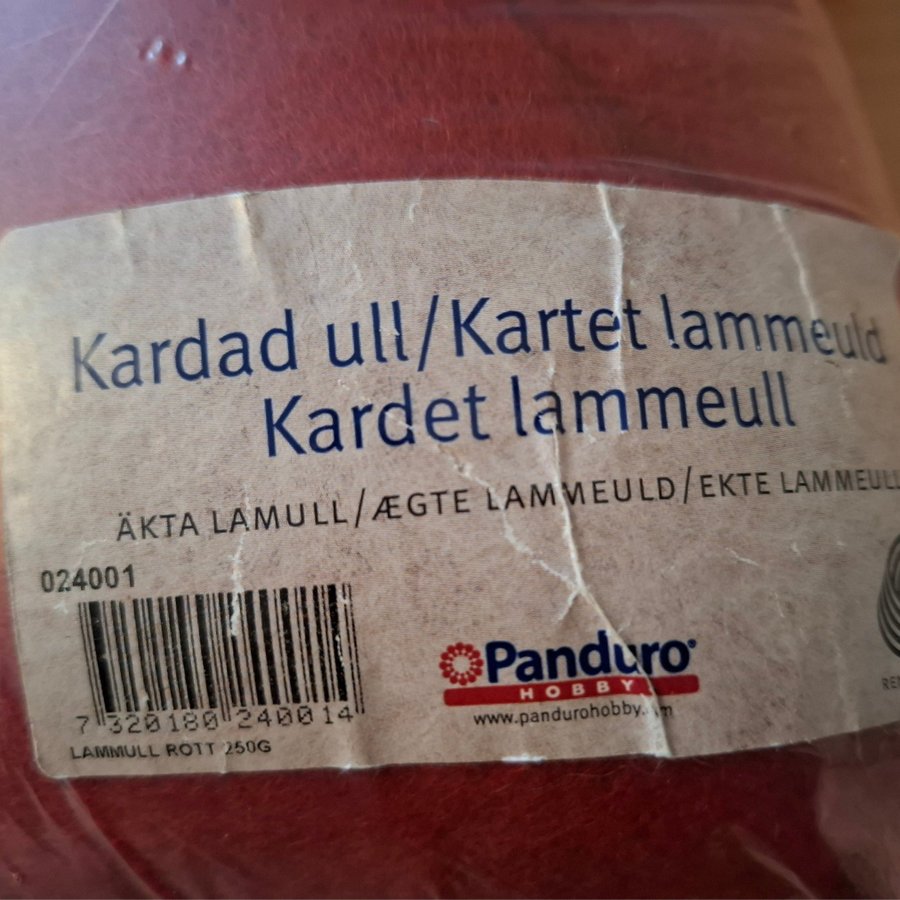 Kardad ull/Kartet lammeuld
Kardet lammeull
ÄKTA LAMULL/ÆGTE LAMMEULD/EKTE LAMMEULL
024001
7 320180 240014
LAMMULL ROTT 250G
Panduro
HOBBY